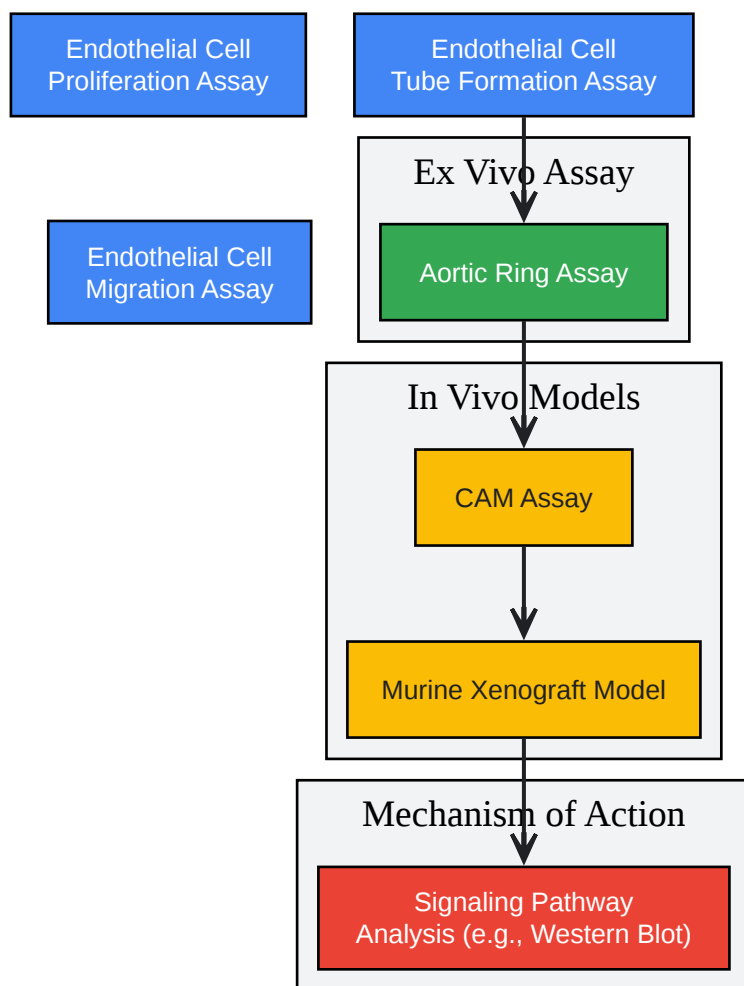 Endothelial Cell
Proliferation Assay
Endothelial Cell
Tube Formation Assay
Ex Vivo Assay
Aortic Ring Assay
Endothelial Cell
Migration Assay
In Vivo Models
CAM Assay
Murine Xenograft Model
Mechanism of Action
Signaling Pathway
Analysis (e.g., Western Blot)